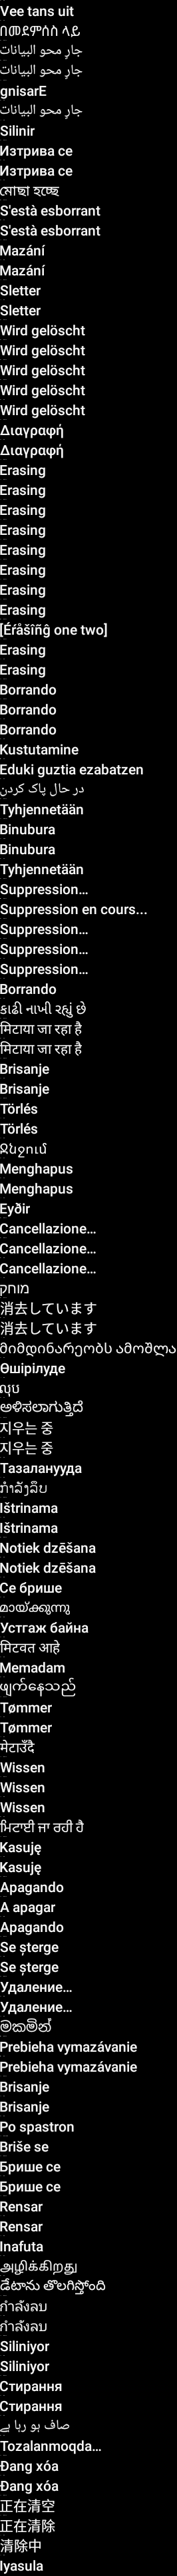 Vee tans uit
በመደምሰስ ላይ
جارٍ محو البيانات
جارٍ محو البيانات
gnisarE
جارٍ محو البيانات
Silinir
Изтрива се
Изтрива се
মোছা হচ্ছে
S'està esborrant
S'està esborrant
Mazání
Mazání
Sletter
Sletter
Wird gelöscht
Wird gelöscht
Wird gelöscht
Wird gelöscht
Wird gelöscht
Διαγραφή
Διαγραφή
Erasing
Erasing
Erasing
Erasing
Erasing
Erasing
Erasing
Erasing
[Éŕåšîñĝ one two]
Erasing
Erasing
Borrando
Borrando
Borrando
Kustutamine
Eduki guztia ezabatzen
در حال پاک کردن
Tyhjennetään
Binubura
Binubura
Tyhjennetään
Suppression…
Suppression en cours...
Suppression…
Suppression…
Suppression…
Borrando
કાઢી નાખી રહ્યું છે
मिटाया जा रहा है
मिटाया जा रहा है
Brisanje
Brisanje
Törlés
Törlés
Ջնջում
Menghapus
Menghapus
Eyðir
Cancellazione…
Cancellazione…
Cancellazione…
מוחק
消去しています
消去しています
მონაცემების ამოშლა
Өшірілуде
លុប
ಅಳಿಸಲಾಗುತ್ತಿದೆ
지우는 중
지우는 중
Тазаланууда
ກຳລັງລຶບ
Ištrinama
Ištrinama
Notiek dzēšana
Notiek dzēšana
Се брише
മായ്ക്കുന്നു
Устгаж байна
मिटवत आहे
Memadam
ဖျက်နေသည်
Tømmer
Tømmer
मेटाउँदै
Wissen
Wissen
Wissen
ਮਿਟਾਈ ਜਾ ਰਹੀ ਹੈ
Kasuję
Kasuję
Apagando
A apagar
Apagando
Se șterge
Se șterge
Удаление…
Удаление…
මකමින්
Prebieha vymazávanie
Prebieha vymazávanie
Brisanje
Brisanje
Po spastron
Briše se
Брише се
Брише се
Rensar
Rensar
Inafuta
அழிக்கிறது
డేటాను తొలగిస్తోంది
กำลังลบ
กำลังลบ
Siliniyor
Siliniyor
Стирання
Стирання
صاف ہو رہا ہے
Tozalanmoqda…
Đang xóa
Đang xóa
正在清空
正在清除
清除中
Iyasula